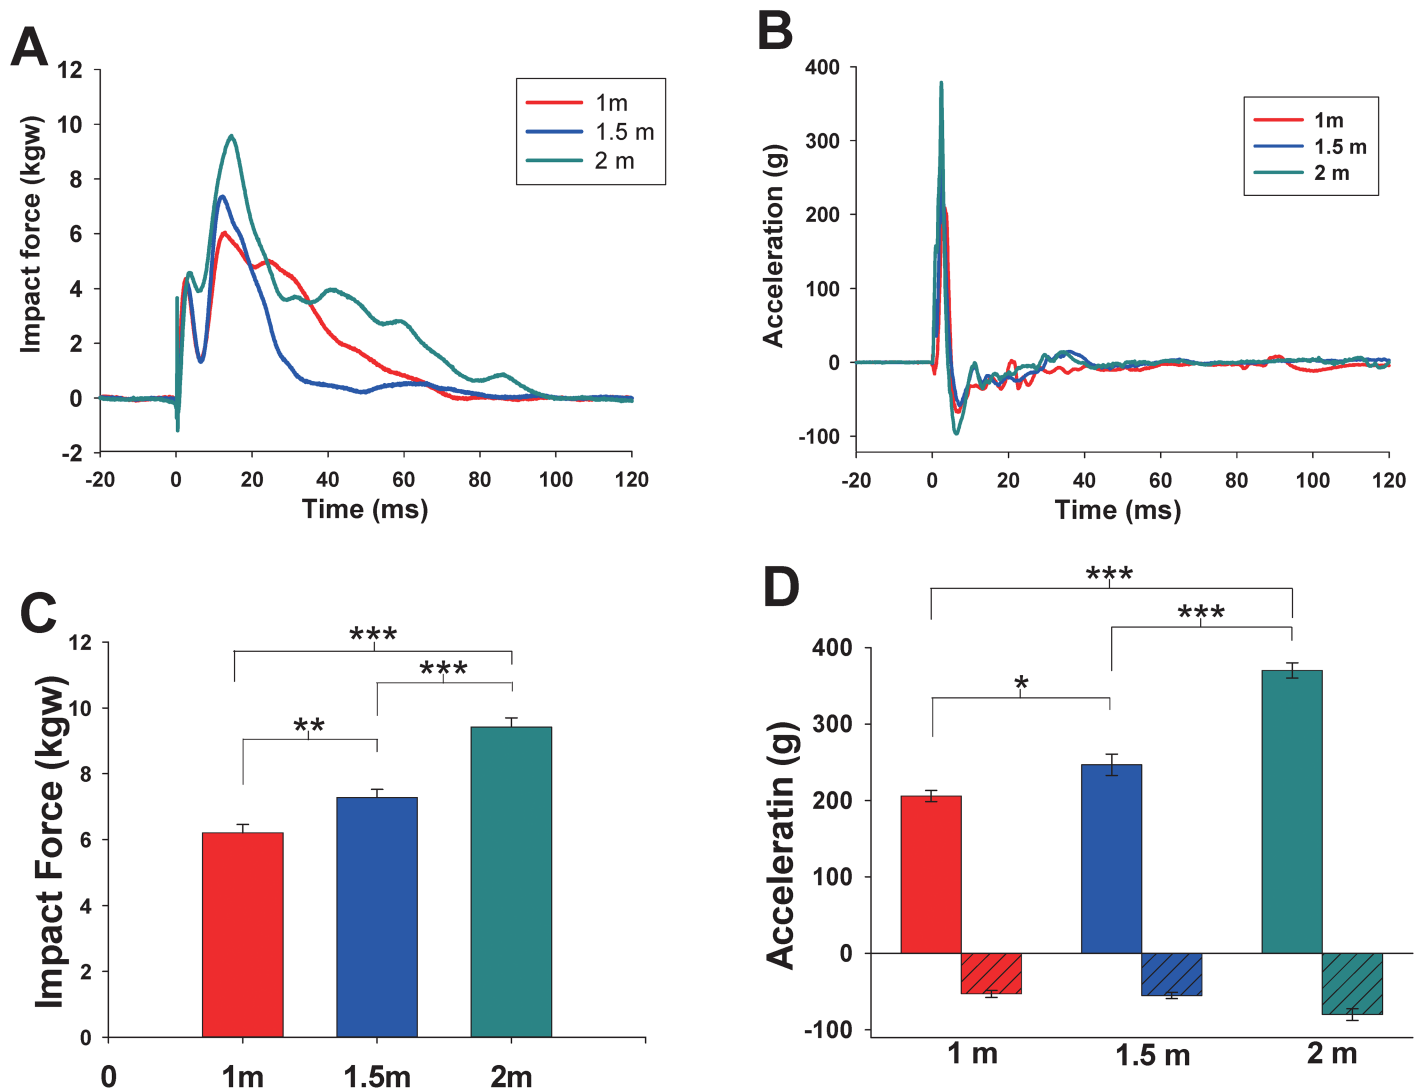 A
12
10
8
6
4
2
0
-2
Impact force (kgw)
-20 0 20 40 60 80 100 120
Time (ms)
1m
1.5 m
2 m
B
400
300
200
100
0
-100
Acceleration (g)
-20 0 20 40 60 80 100 120
Time (ms)
1m
1.5 m
2 m
C
12
10
8
6
4
2
0
Impact Force (kgw)
***
***
**
0 1m 1.5m 2m
D
400
300
200
100
0
-100
Acceleratin (g)
***
***
*
1 m 1.5 m 2 m